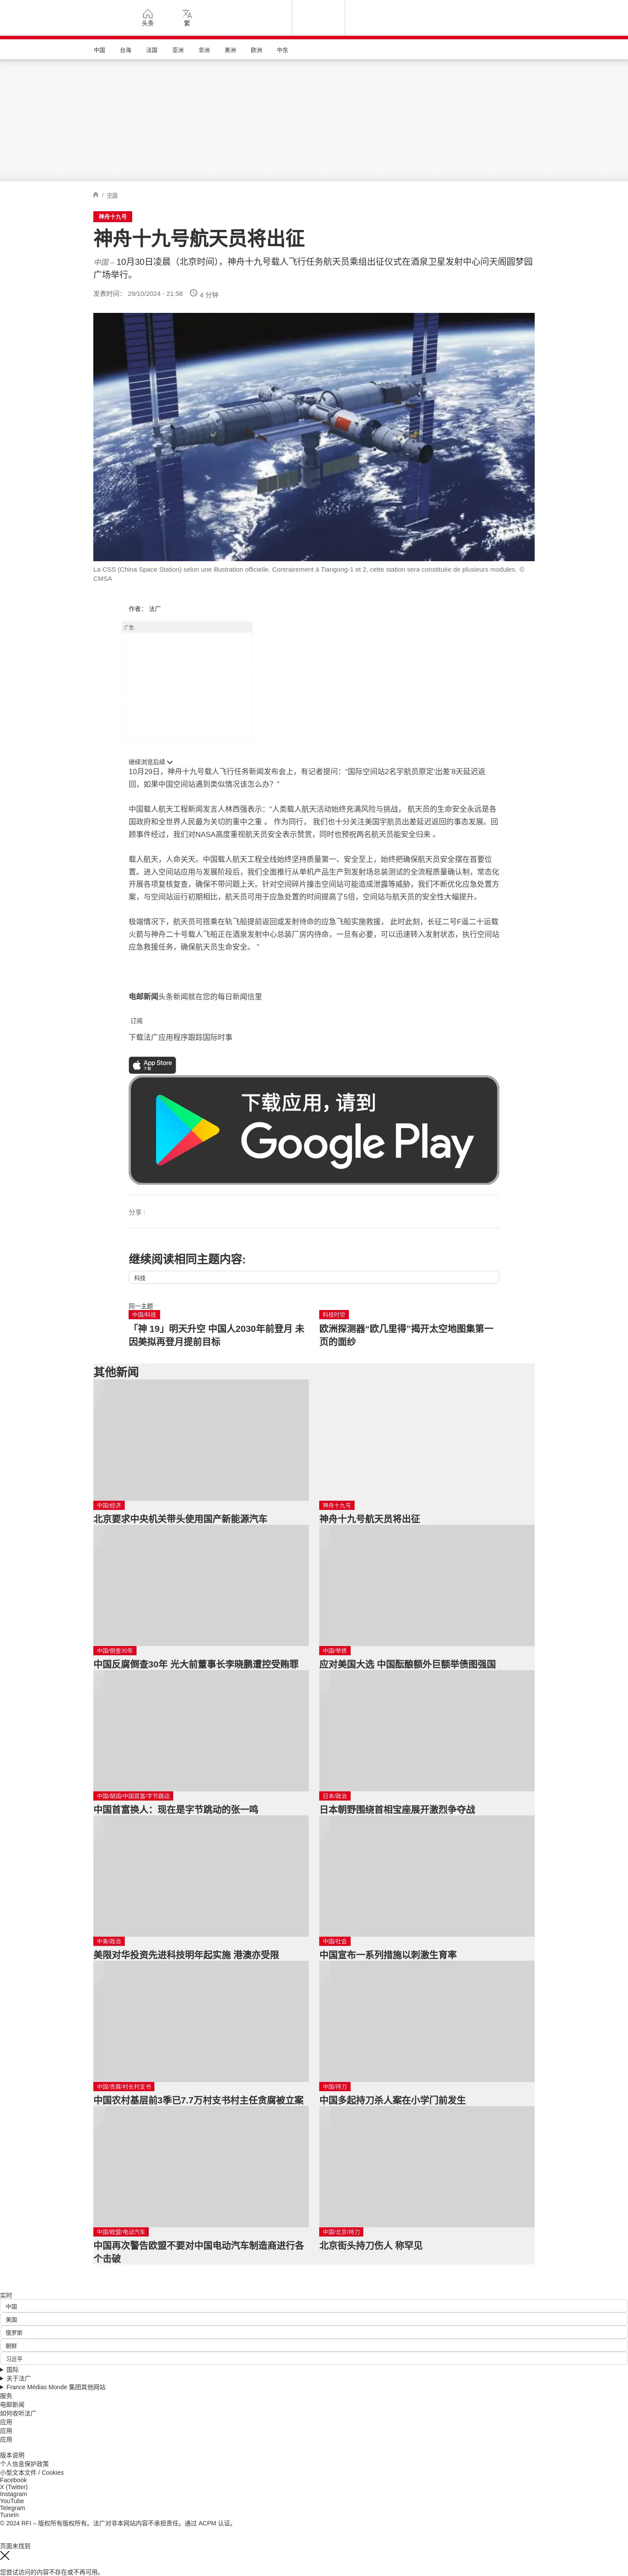 头条
繁
中国 台海 法国 亚洲 非洲 美洲 欧洲 中东
/ 中国
神舟十九号
神舟十九号航天员将出征
中国 – 10月30日凌晨（北京时间），神舟十九号载人飞行任务航天员乘组出征仪式在酒泉卫星发射中心问天阁圆梦园
广场举行。
发表时间： 29/10/2024 - 21:58 4 分钟
La CSS (China Space Station) selon une illustration officielle. Contrairement à Tiangong-1 et 2, cette station sera constituée de plusieurs modules. ©
CMSA
作者： 法广
广告
继续浏览后续
10月29日，神舟十九号载人飞行任务新闻发布会上，有记者提问：“国际空间站2名宇航员原定‘出差’8天延迟返
回，如果中国空间站遇到类似情况该怎么办？”
中国载人航天工程新闻发言人林西强表示：“人类载人航天活动始终充满风险与挑战， 航天员的生命安全永远是各
国政府和全世界人民最为关切的重中之重 。 作为同行， 我们也十分关注美国宇航员出差延迟返回的事态发展。回
顾事件经过，我们对NASA高度重视航天员安全表示赞赏，同时也预祝两名航天员能安全归来 。
载人航天，人命关天。中国载人航天工程全线始终坚持质量第一、安全至上，始终把确保航天员安全摆在首要位
置。进入空间站应用与发展阶段后，我们全面推行从单机产品生产到发射场总装测试的全流程质量确认制，常态化
开展各项复核复查，确保不带问题上天。针对空间碎片撞击空间站可能造成泄露等威胁，我们不断优化应急处置方
案，与空间站运行初期相比，航天员可用于应急处置的时间提高了5倍，空间站与航天员的安全性大幅提升。
极端情况下，航天员可搭乘在轨飞船提前返回或发射待命的应急飞船实施救援， 此时此刻，长征二号F遥二十运载
火箭与神舟二十号载人飞船正在酒泉发射中心总装厂房内待命，一旦有必要，可以迅速转入发射状态，执行空间站
应急救援任务，确保航天员生命安全。 ”
电邮新闻头条新闻就在您的每日新闻信里
订阅
下载法广应用程序跟踪国际时事
App Store
下载
下载应用，请到
Google Play
分享 :
继续阅读相同主题内容:
科技
同一主题
中国/科技
「神 19」明天升空 中国人2030年前登月 未
因美拟再登月提前目标
科技时空
欧洲探测器“欧几里得”揭开太空地图集第一
页的面纱
其他新闻
中国/经济
北京要求中央机关带头使用国产新能源汽车
神舟十九号
神舟十九号航天员将出征
中国/倒查30年
中国反腐倒查30年 光大前董事长李晓鹏遭控受贿罪
中国/举债
应对美国大选 中国酝酿额外巨额举债图强国
中国/胡润/中国首富/字节跳动
中国首富换人：现在是字节跳动的张一鸣
日本/政治
日本朝野围绕首相宝座展开激烈争夺战
中美/政治
美限对华投资先进科技明年起实施 港澳亦受限
中国/社会
中国宣布一系列措施以刺激生育率
中国/贪腐/村长村支书
中国农村基层前3季已7.7万村支书村主任贪腐被立案
中国/持刀
中国多起持刀杀人案在小学门前发生
中国/欧盟/电动汽车
中国再次警告欧盟不要对中国电动汽车制造商进行各
个击破
中国/北京/持刀
北京街头持刀伤人 称罕见
实时
中国
美国
俄罗斯
朝鲜
习近平
国际
关于法广
France Médias Monde 集团其他网站
服务
电邮新闻
如何收听法广
应用
应用
应用
版本说明
个人信息保护政策
小型文本文件 / Cookies
Facebook
X (Twitter)
Instagram
YouTube
Telegram
TuneIn
© 2024 RFI – 版权所有版权所有。法广对非本网站内容不承担责任。通过 ACPM 认证。
页面未找到
您尝试访问的内容不存在或不再可用。